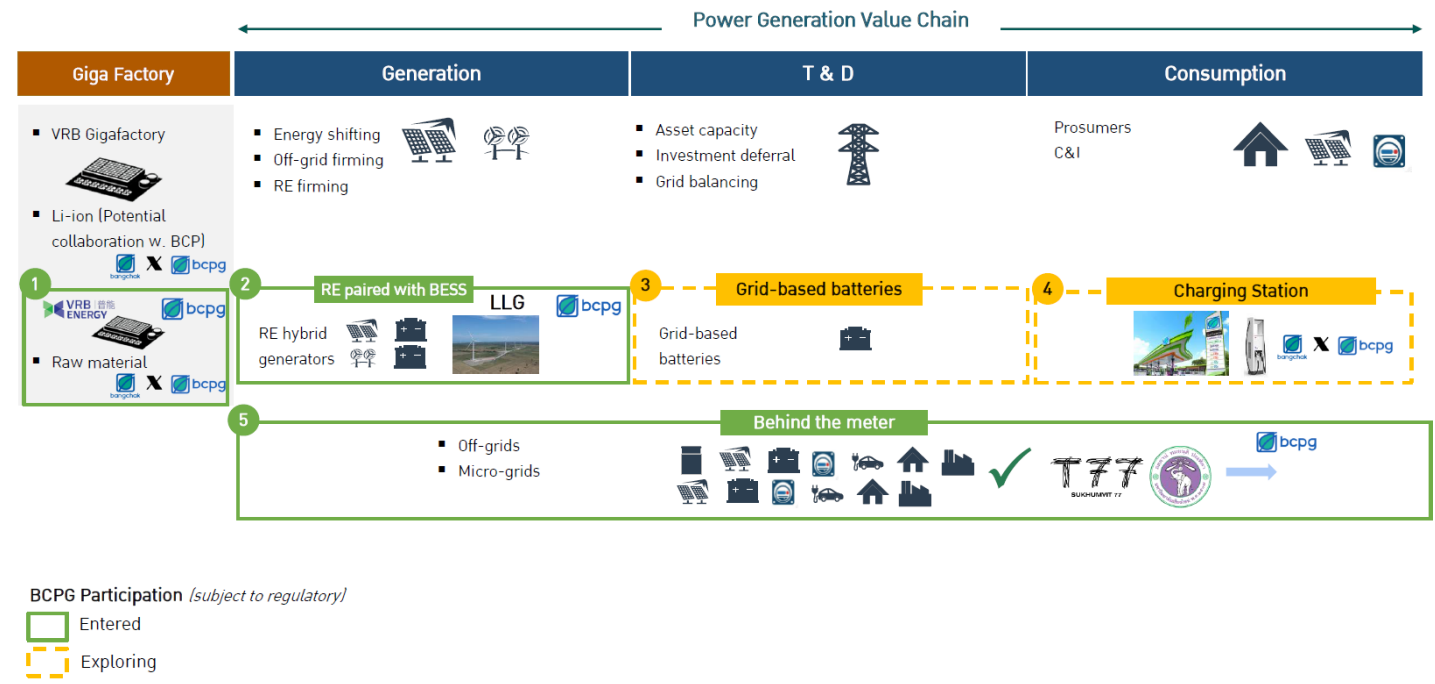 Power Generation Value Chain
Giga Factory
Generation
T & D
Consumption
▪ VRB Gigafactory
▪ Li-ion (Potential
collaboration w. BCP)
bangchak
X
bcpg
▪ Energy shifting
▪ Off-grid firming
▪ RE firming
▪ Asset capacity
▪ Investment deferral
▪ Grid balancing
Prosumers
C&I
1
VRB
ENERGY
bcpg
▪ Raw material
bangchak
X
bcpg
2
RE paired with BESS
RE hybrid
generators
LLG
bcpg
3
Grid-based batteries
Grid-based
batteries
4
Charging Station
bangchak
X
bcpg
5
Behind the meter
▪ Off-grids
▪ Micro-grids
T77
SUKHUMVIT 77
bcpg
BCPG Participation (subject to regulatory)
Entered
Exploring